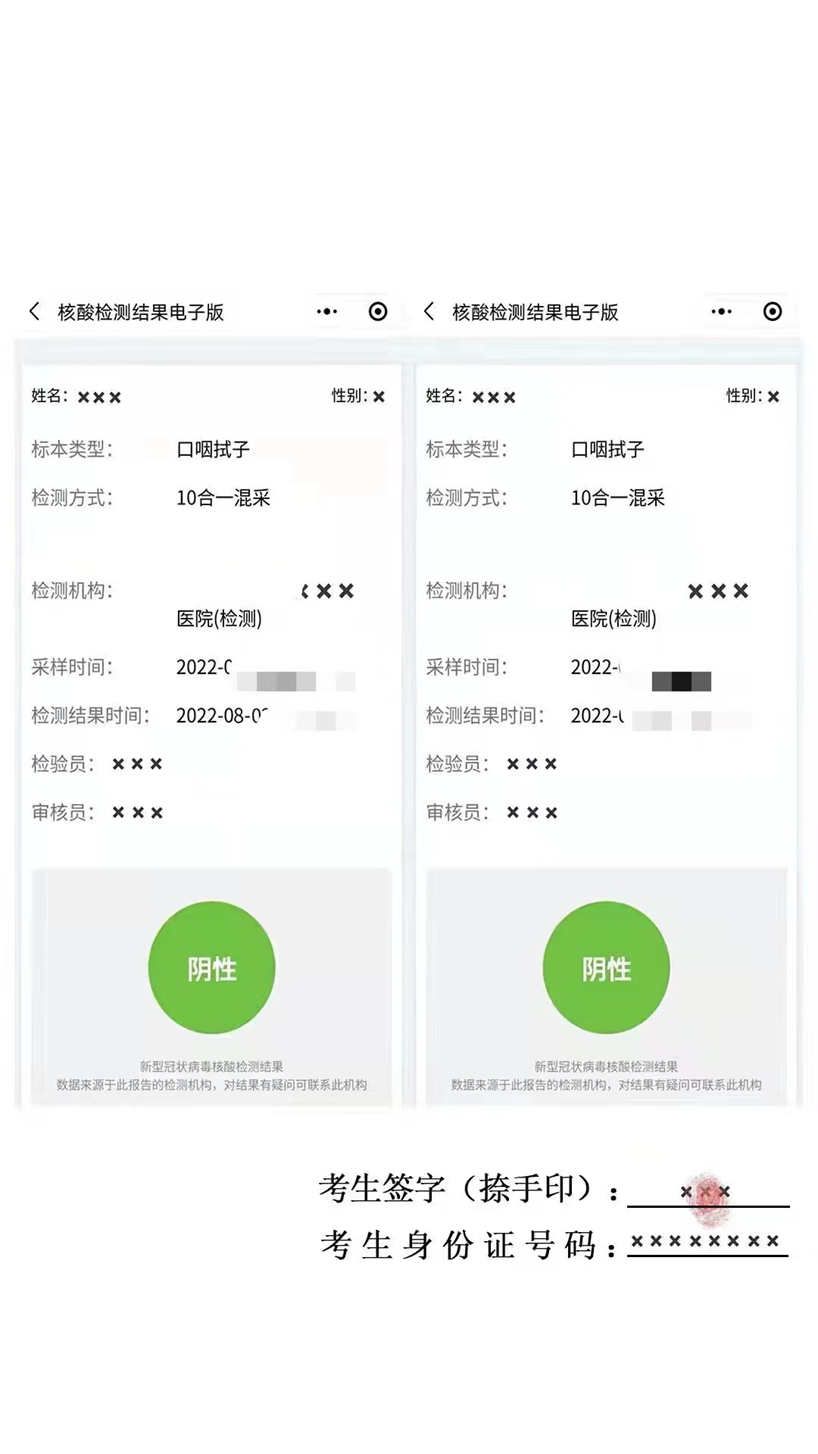 核酸检测结果电子版
姓名：×××
性别：×
标本类型：
口咽拭子
检测方式：
10合一混采
检测机构：
××
医院(检测)
采样时间：
2022-0
检测结果时间：
2022-08-0
检验员：
×××
审核员：
×××
阴性
新型冠状病毒核酸检测结果
数据来源于此报告的检测机构，对结果有疑问可联系此机构
核酸检测结果电子版
姓名：×××
性别：×
标本类型：
口咽拭子
检测方式：
10合一混采
检测机构：
×××
医院(检测)
采样时间：
2022-
检测结果时间：
2022-
检验员：
×××
审核员：
×××
阴性
新型冠状病毒核酸检测结果
数据来源于此报告的检测机构，对结果有疑问可联系此机构
考生签字（捺手印）：×××
考生身份证号码：××××××××